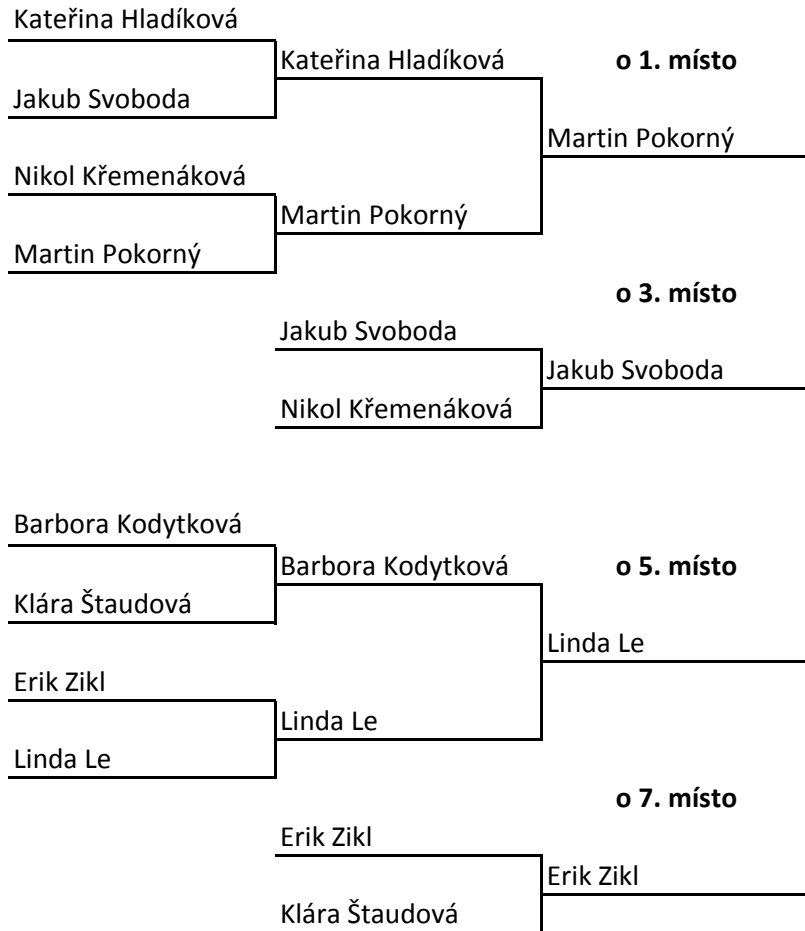 Kateřina Hladíková
Kateřina Hladíková
o 1. místo
Jakub Svoboda
Martin Pokorný
Nikol Křemenáková
Martin Pokorný
Martin Pokorný
o 3. místo
Jakub Svoboda
Jakub Svoboda
Nikol Křemenáková
Barbora Kodytková
Barbora Kodytková
o 5. místo
Klára Štaudová
Linda Le
Erik Zikl
Linda Le
Linda Le
o 7. místo
Erik Zikl
Erik Zikl
Klára Štaudová